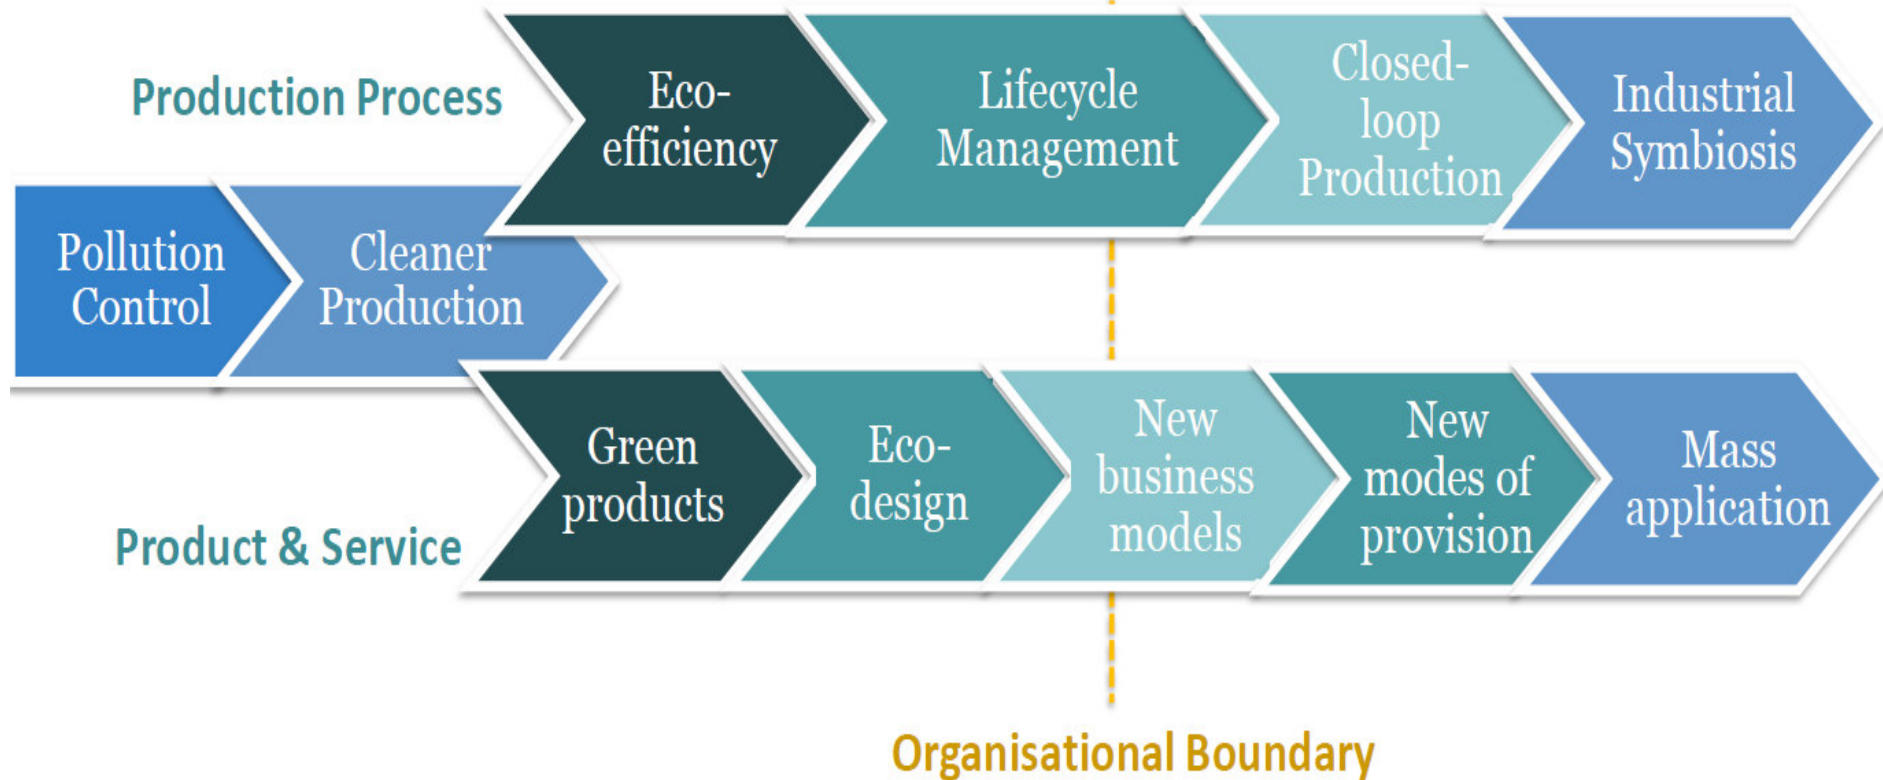 Production Process
Eco-
efficiency
Lifecycle
Management
Closed-
loop
Production
Industrial
Symbiosis
Pollution
Control
Cleaner
Production
Product & Service
Green
products
Eco-
design
New
business
models
New
modes of
provision
Mass
application
Organisational Boundary